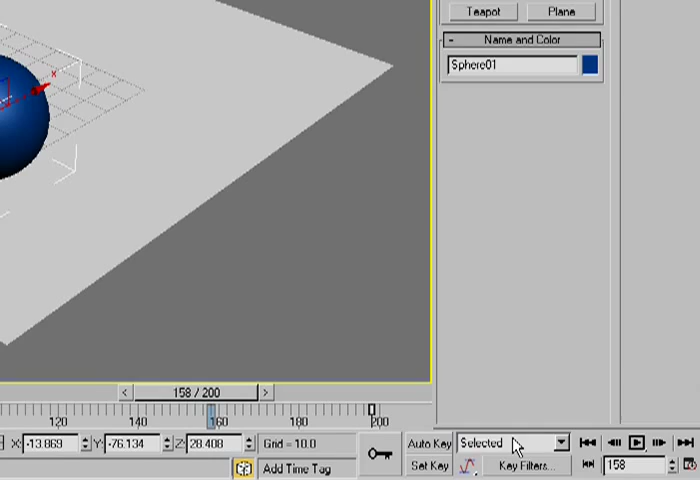 Teapot Plane
- Name and Color
Sphere01
x
< 158 / 200 >
120 140 160 180 200
X: -13.869 Y: -76.134 Z: 28.408 Grid = 10.0 Auto Key Selected
Add Time Tag Set Key Key Filters... 158